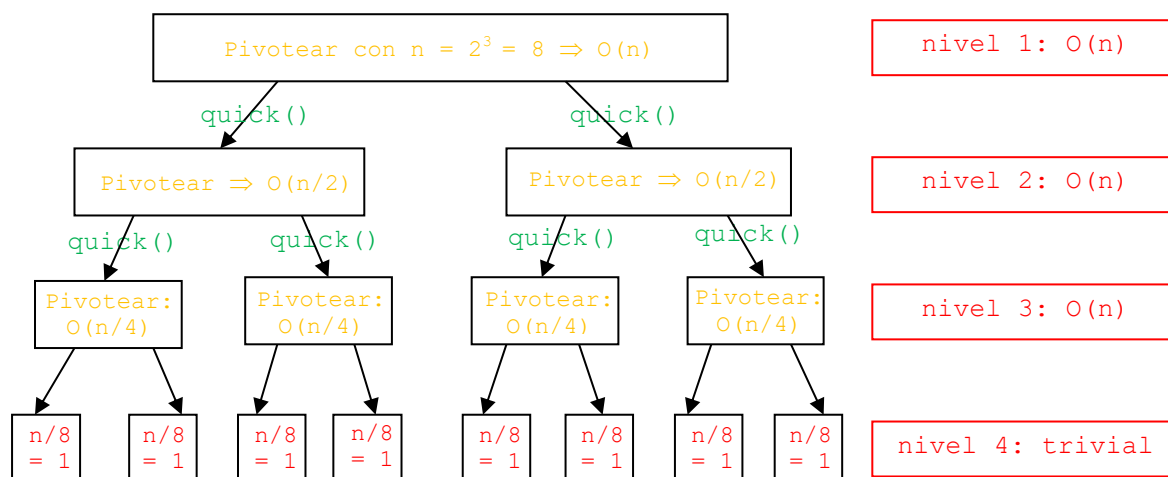 Pivotear con n = 2³ = 8 ⇒ O(n)
nivel 1: O(n)
quick()
quick()
Pivotear ⇒ O(n/2)
Pivotear ⇒ O(n/2)
nivel 2: O(n)
quick()
quick()
quick()
quick()
Pivotear:
O(n/4)
Pivotear:
O(n/4)
Pivotear:
O(n/4)
Pivotear:
O(n/4)
nivel 3: O(n)
n/8
= 1
n/8
= 1
n/8
= 1
n/8
= 1
n/8
= 1
n/8
= 1
n/8
= 1
n/8
= 1
nivel 4: trivial